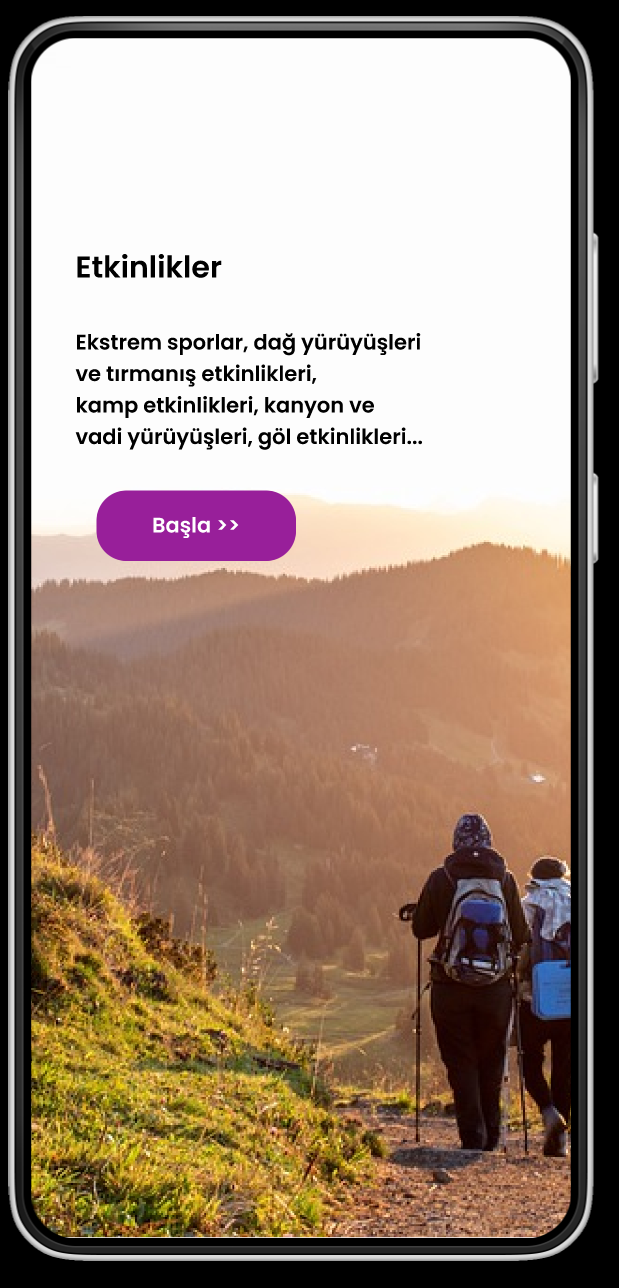 Etkinlikler
Ekstrem sporlar, dağ yürüyüşleri
ve tırmanış etkinlikleri,
kamp etkinlikleri, kanyon ve
vadi yürüyüşleri, göl etkinlikleri...
Başla >>